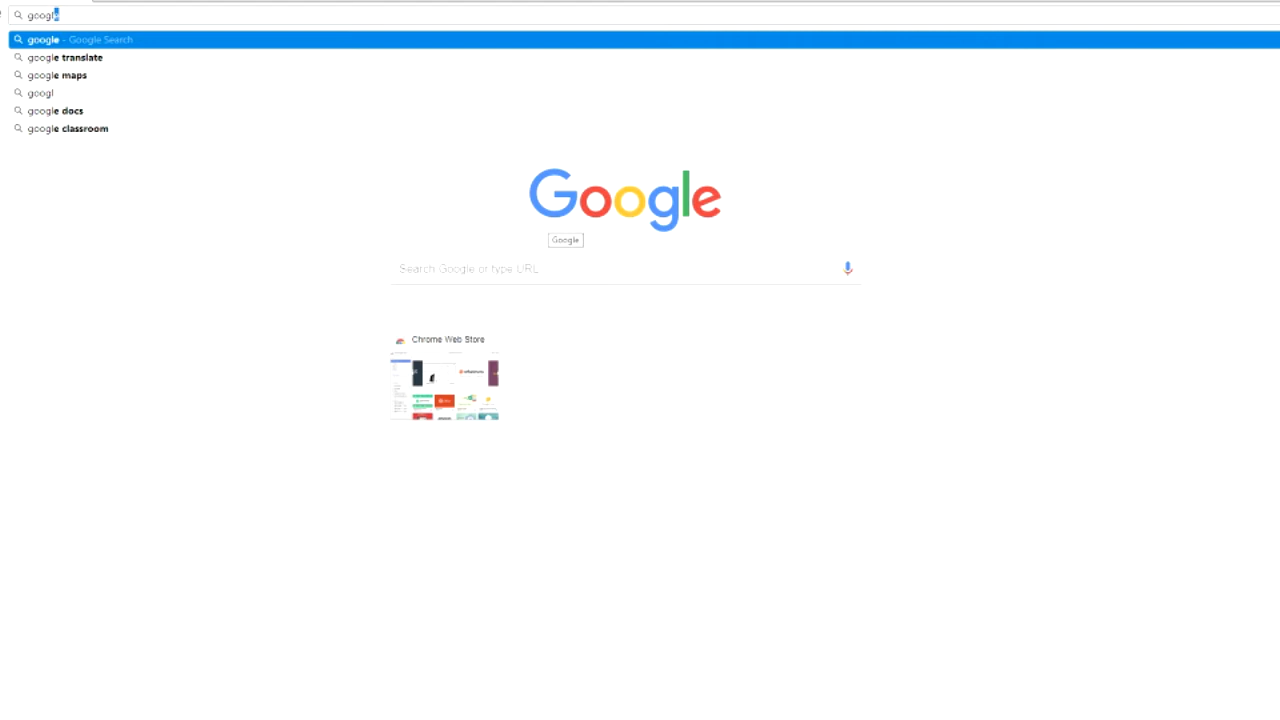 google
google - Google Search
google translate
google maps
googl
google docs
google classroom
Google
Google
Search Google or type URL
Chrome Web Store